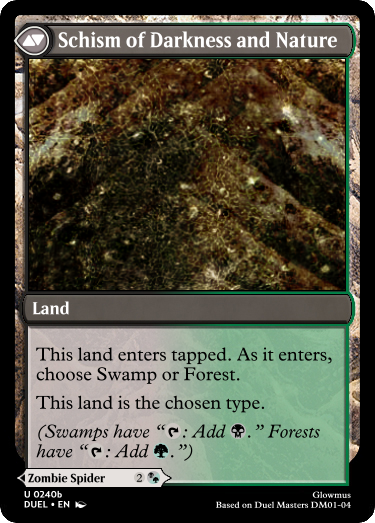 Schism of Darkness and Nature
Land
This land enters tapped. As it enters,
choose Swamp or Forest.
This land is the chosen type.
(Swamps have “: Add .” Forests
have “: Add .”)
Zombie Spider 2
U 0240b
DUEL • EN
Glowmus
Based on Duel Masters DM01-04